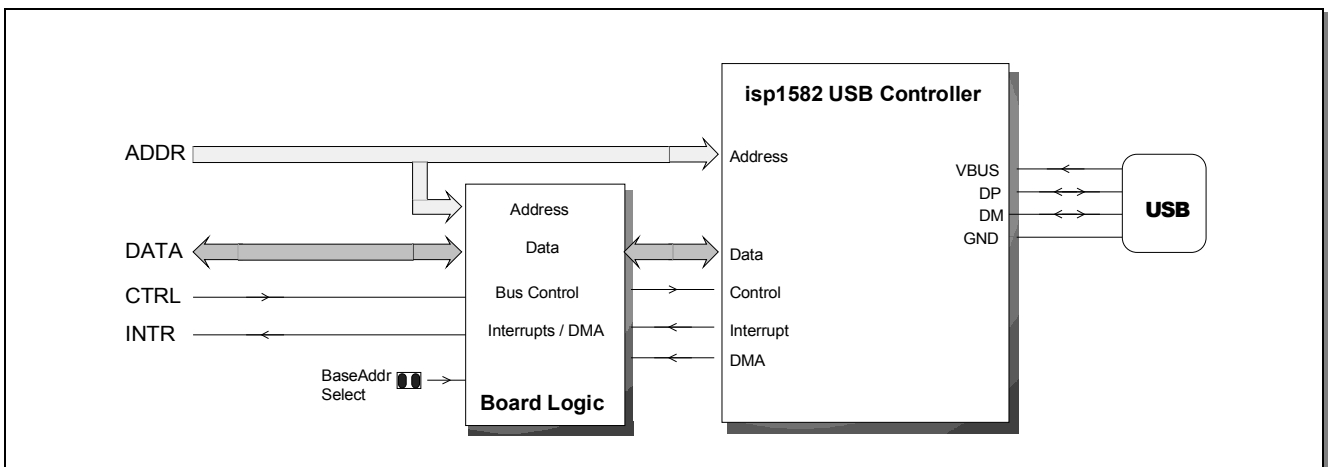 isp1582 USB Controller
ADDR
Address
VBUS
DP
USB
DM
Address
GND
DATA
Data
Data
CTRL
Bus Control
Control
INTR
Interrupts / DMA
Interrupt
DMA
BaseAddr
Select
Board Logic